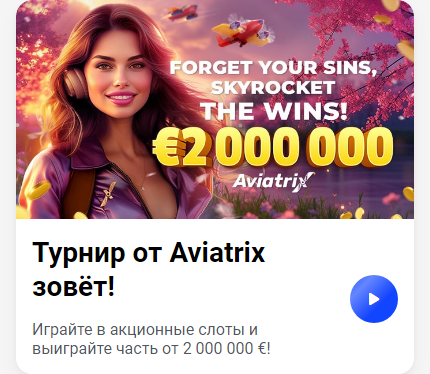 FORGET YOUR SINS,
SKYROCKET
THE WINS!
€2 000 000
Aviatrix
Турнир от Aviatrix
зовёт!
Играйте в акционные слоты и
выиграйте часть от 2 000 000 €!